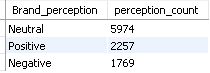 Brand_perception perception_count
Neutral 5974
Positive 2257
Negative 1769